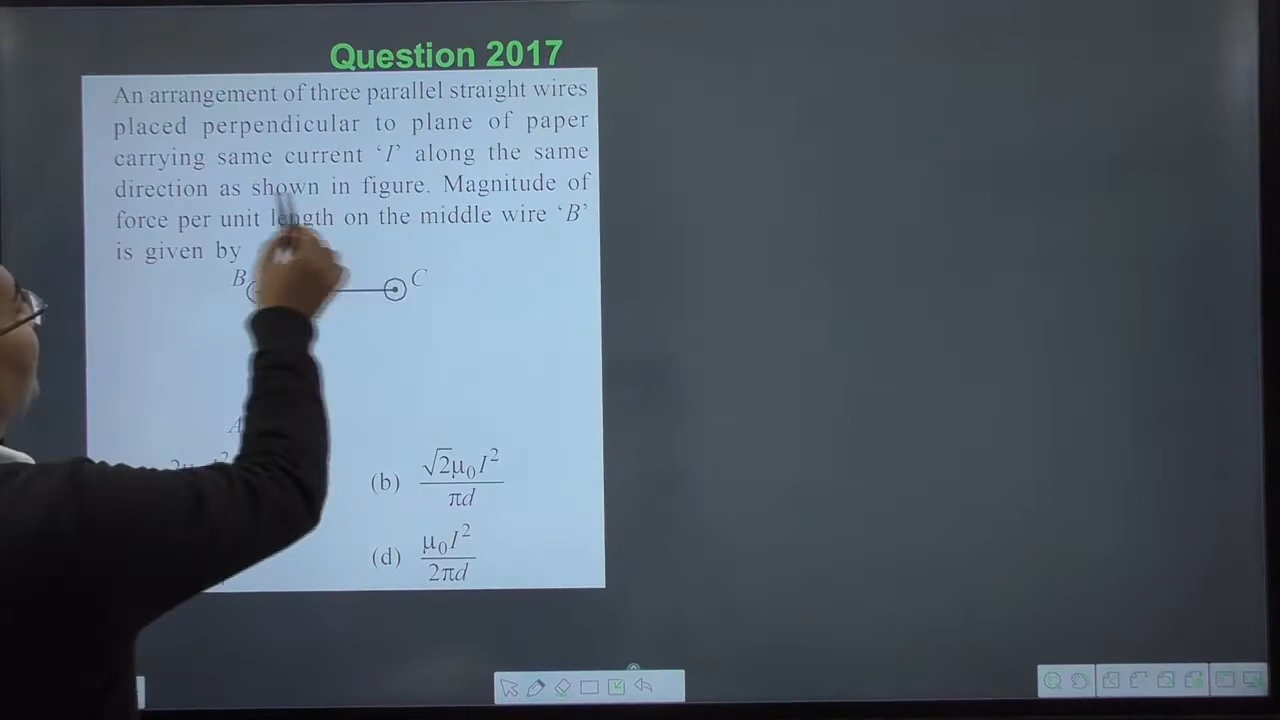 Question 2017
An arrangement of three parallel straight wires
placed perpendicular to plane of paper
carrying same current ‘I’ along the same
direction as shown in figure. Magnitude of
force per unit length on the middle wire ‘B’
is given by
B C
A
(b) √2μ₀I² / πd
(d) μ₀I² / 2πd